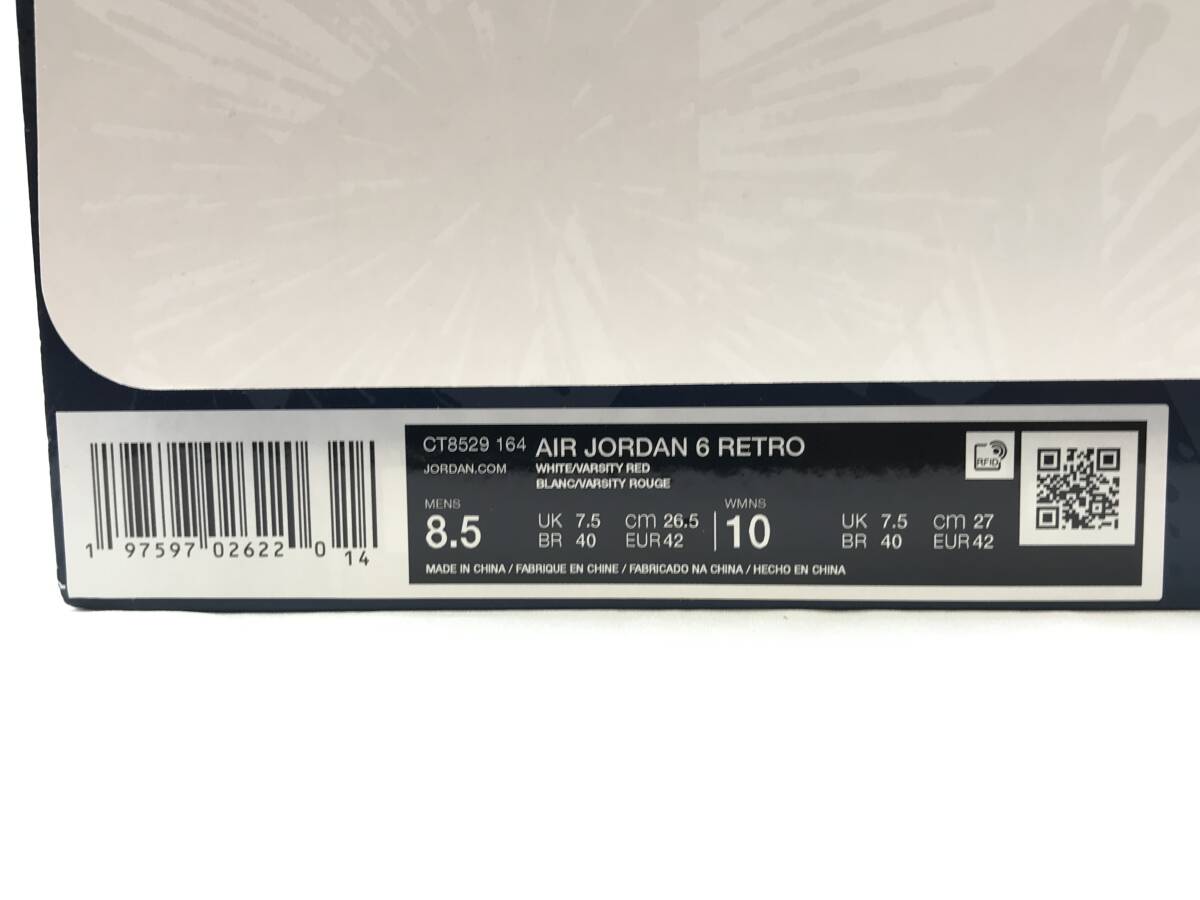 CT8529 164 AIR JORDAN 6 RETRO
JORDAN.COM WHITE/VARSITY RED
BLANC/VARSITY ROUGE
RFID
MENS
8.5
UK 7.5 cm 26.5
BR 40 EUR 42
WMNS
10
UK 7.5 cm 27
BR 40 EUR 42
MADE IN CHINA / FABRIQUE EN CHINE / FABRICADO NA CHINA / HECHO EN CHINA
1 97597 02622 0 14